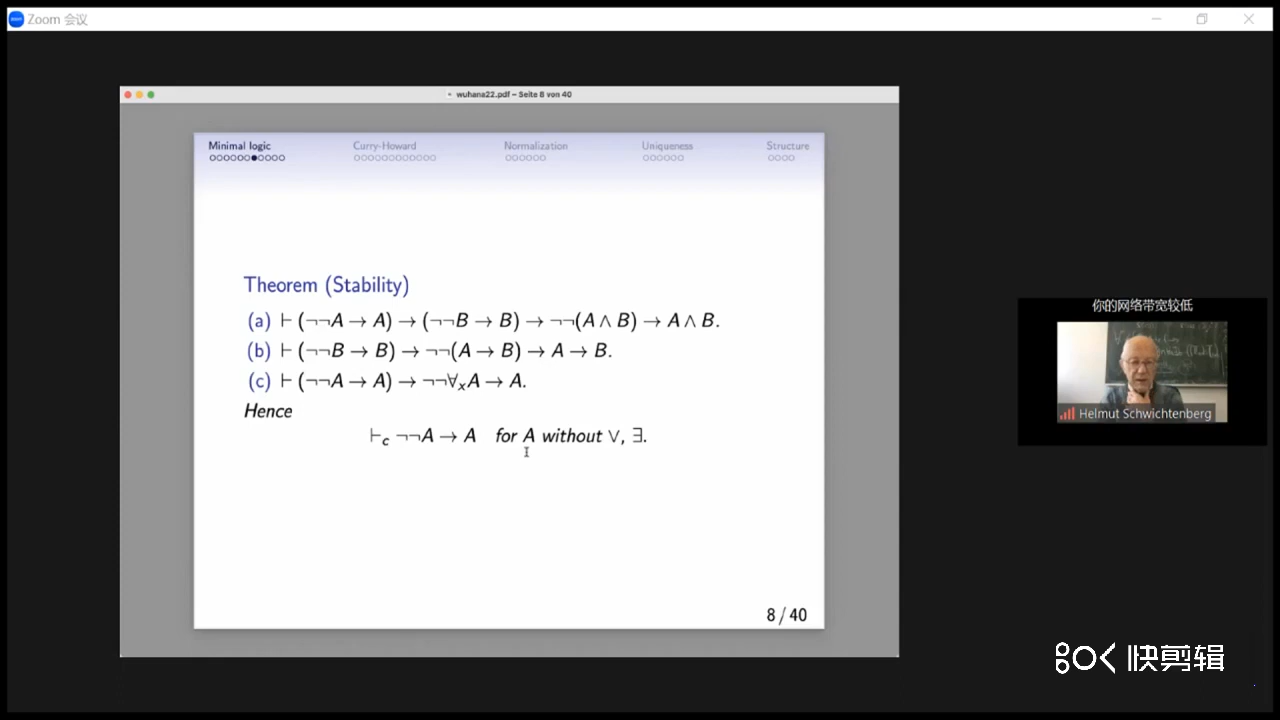 zoom Zoom 会议
wuhana22.pdf – Seite 8 von 40
Minimal logic Curry-Howard Normalization Uniqueness Structure
Theorem (Stability)
(a) ⊢ (¬¬A → A) → (¬¬B → B) → ¬¬(A ∧ B) → A ∧ B.
(b) ⊢ (¬¬B → B) → ¬¬(A → B) → A → B.
(c) ⊢ (¬¬A → A) → ¬¬∀ₓA → A.
Hence
⊢c ¬¬A → A for A without ∨, ∃.
8 / 40
你的网络带宽较低
Helmut Schwichtenberg
快剪辑